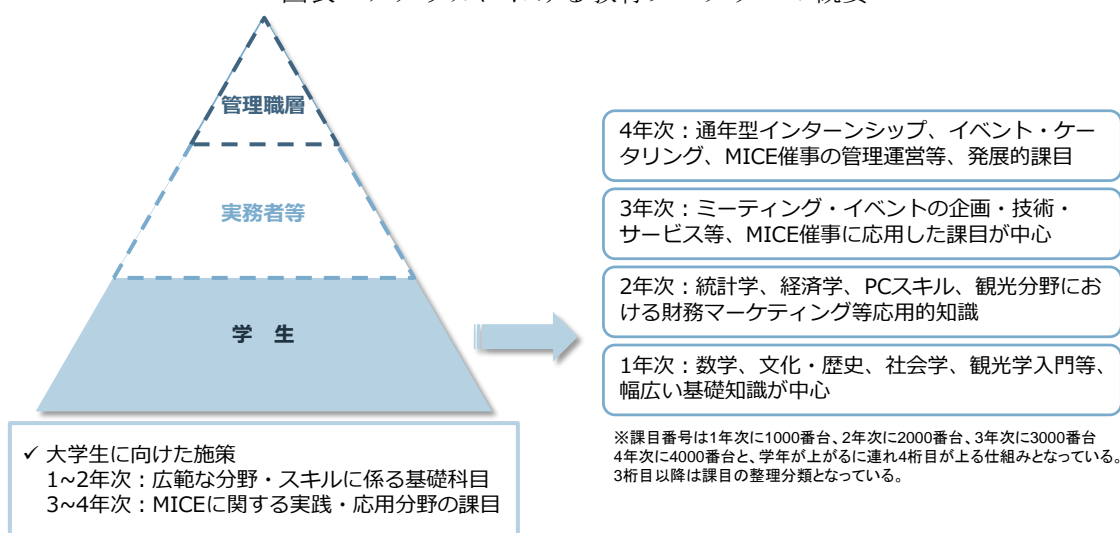 管理職層
実務者等
学 生
✓ 大学生に向けた施策
1~2年次：広範な分野・スキルに係る基礎科目
3~4年次：MICEに関する実践・応用分野の課目
4年次：通年型インターンシップ、イベント・ケー
タリング、MICE催事の管理運営等、発展的課目
3年次：ミーティング・イベントの企画・技術・
サービス等、MICE催事に応用した課目が中心
2年次：統計学、経済学、PCスキル、観光分野にお
ける財務マーケティング等応用的知識
1年次：数学、文化・歴史、社会学、観光学入門等、
幅広い基礎知識が中心
※課目番号は1年次に1000番台、2年次に2000番台、3年次に3000番台
4年次に4000番台と、学年が上がるに連れ4桁目が上る仕組みとなっている。
3桁目以降は課目の整理分類となっている。